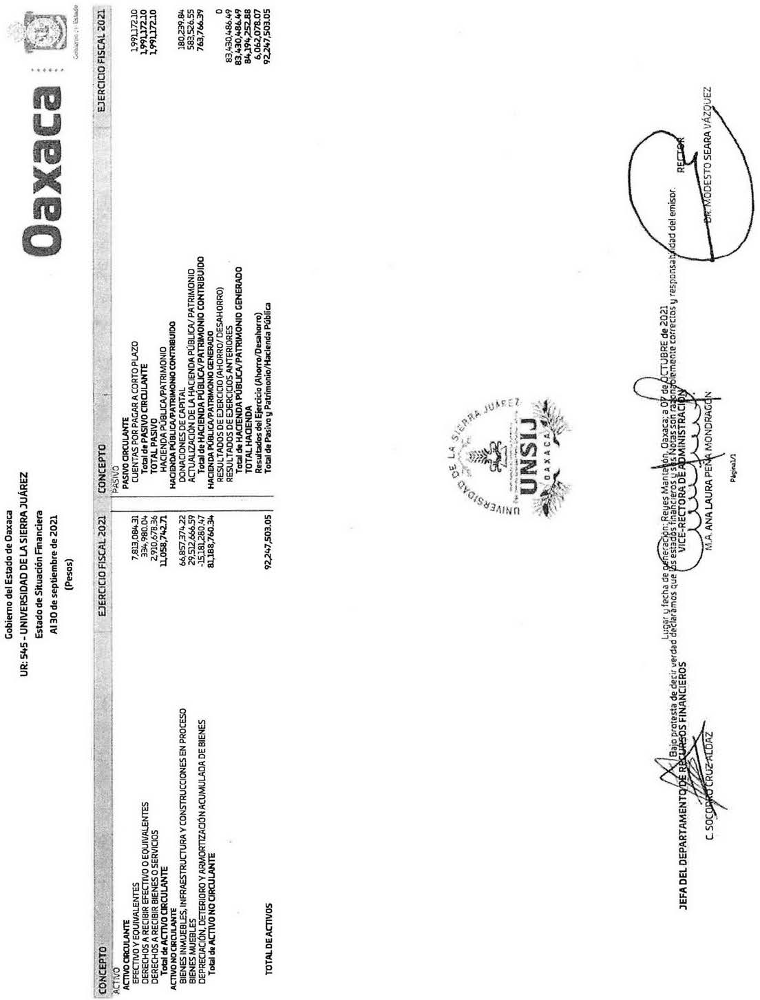 Gobierno del Estado de Oaxaca
UR: 545 - UNIVERSIDAD DE LA SIERRA JUÁREZ
Estado de Situación Financiera
Al 30 de septiembre de 2021
(Pesos)
Oaxaca
Gobierno del Estado
CONCEPTO EJERCICIO FISCAL 2021 CONCEPTO EJERCICIO FISCAL 2021
ACTIVO PASIVO
ACTIVO CIRCULANTE PASIVO CIRCULANTE
EFECTIVO Y EQUIVALENTES 7,813,084.31 CUENTAS POR PAGAR A CORTO PLAZO 1,991,172.10
DERECHOS A RECIBIR EFECTIVO O EQUIVALENTES 334,980.04 Total de PASIVO CIRCULANTE 1,991,172.10
DERECHOS A RECIBIR BIENES O SERVICIOS 2,910,678.36 TOTAL PASIVO 1,991,172.10
Total de ACTIVO CIRCULANTE 11,058,742.71 HACIENDA PÚBLICA/PATRIMONIO
ACTIVO NO CIRCULANTE HACIENDA PÚBLICA/PATRIMONIO CONTRIBUIDO
BIENES INMUEBLES, INFRAESTRUCTURA Y CONSTRUCCIONES EN PROCESO 66,857,374.22 DONACIONES DE CAPITAL 180,239.84
BIENES MUEBLES 29,512,666.59 ACTUALIZACIÓN DE LA HACIENDA PÚBLICA/ PATRIMONIO 583,526.55
DEPRECIACIÓN, DETERIORO Y ARMORTIZACIÓN ACUMULADA DE BIENES -15,181,280.47 Total de HACIENDA PÚBLICA/PATRIMONIO CONTRIBUIDO 763,766.39
Total de ACTIVO NO CIRCULANTE 81,188,760.34 HACIENDA PÚBLICA/PATRIMONIO GENERADO
RESULTADOS DE EJERCICIO (AHORRO/ DESAHORRO) 0
RESULTADOS DE EJERCICIOS ANTERIORES 83,430,486.49
Total de HACIENDA PÚBLICA/PATRIMONIO GENERADO 83,430,486.49
TOTAL HACIENDA 84,194,252.88
Resultados del Ejercicio (Ahorro/Desahorro) 6,062,078.07
TOTAL DE ACTIVOS 92,247,503.05 Total de Pasivo y Patrimonio/Hacienda Pública 92,247,503.05
UNIVERSIDAD DE LA SIERRA JUÁREZ
UNSIJ
OAXACA
Lugar y fecha de generación: Reyes Mantecón, Oaxaca; a 07 de OCTUBRE de 2021
Bajo protesta de decir verdad declaramos que los estados financieros y sus Notas son razonablemente correctos y responsabilidad del emisor.
JEFA DEL DEPARTAMENTO DE RECURSOS FINANCIEROS VICE-RECTORA DE ADMINISTRACIÓN RECTOR
C. SOCORRO CRUZ ALDAZ M.A. ANA LAURA PEÑA MONDRAGÓN DR. MODESTO SEARA VÁZQUEZ
Página1/1